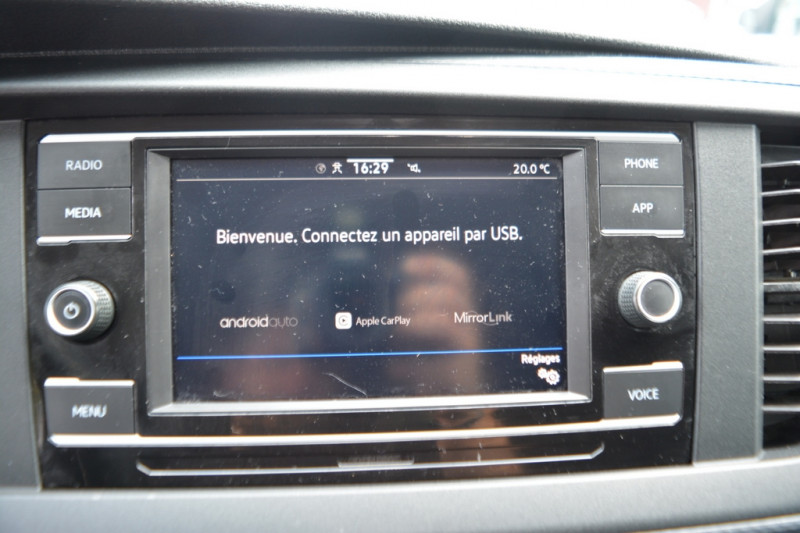 RADIO
MEDIA
MENU
16:29
20.0 °C
Bienvenue. Connectez un appareil par USB.
androidauto
Apple CarPlay
MirrorLink
Réglages
PHONE
APP
VOICE